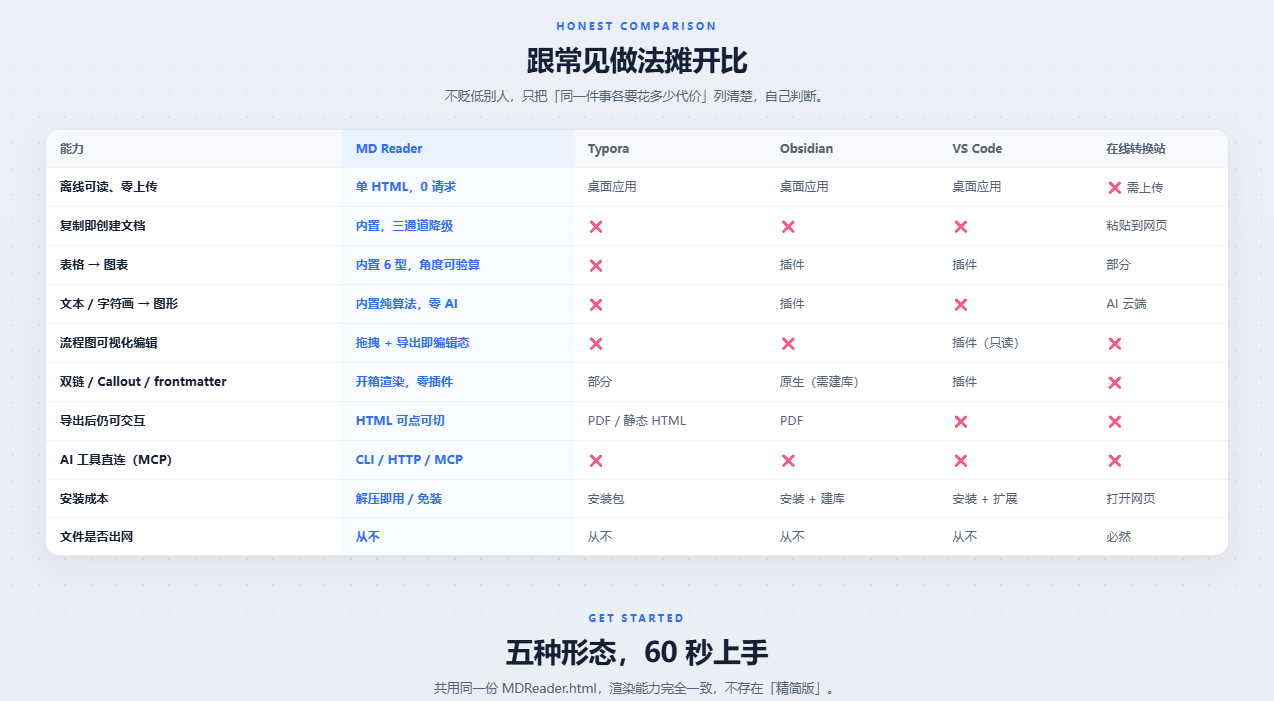 HONEST COMPARISON
跟常见做法摊开比
不贬低别人，只把「同一件事各要花多少代价」列清楚，自己判断。
能力 MD Reader Typora Obsidian VS Code 在线转换站
离线可读、零上传 单 HTML，0 请求 桌面应用 桌面应用 桌面应用 ❌ 需上传
复制即创建文档 内置，三通道降级 ❌ ❌ ❌ 粘贴到网页
表格 → 图表 内置 6 型，角度可验算 ❌ 插件 插件 部分
文本 / 字符画 → 图形 内置纯算法，零 AI ❌ 插件 ❌ AI 云端
流程图可视化编辑 拖拽 + 导出即编辑态 ❌ ❌ 插件（只读） ❌
双链 / Callout / frontmatter 开箱渲染，零插件 部分 原生（需建库） 插件 ❌
导出后仍可交互 HTML 可点可切 PDF / 静态 HTML PDF ❌ ❌
AI 工具直连（MCP） CLI / HTTP / MCP ❌ ❌ ❌ ❌
安装成本 解压即用 / 免装 安装包 安装 + 建库 安装 + 扩展 打开网页
文件是否出网 从不 从不 从不 从不 必然
GET STARTED
五种形态，60 秒上手
共用同一份 MDReader.html，渲染能力完全一致，不存在「精简版」。